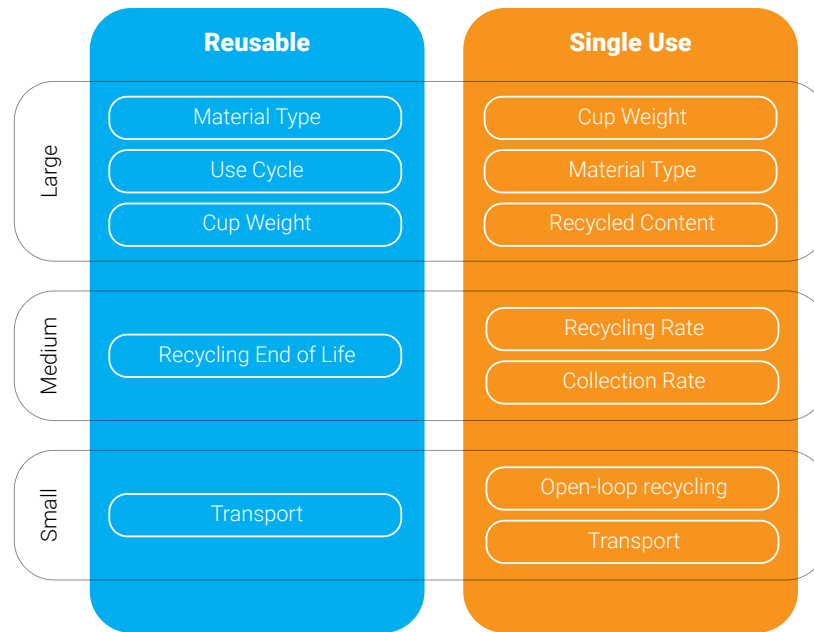 Reusable
Single Use
Large
Material Type
Use Cycle
Cup Weight
Cup Weight
Material Type
Recycled Content
Medium
Recycling End of Life
Recycling Rate
Collection Rate
Small
Transport
Open-loop recycling
Transport